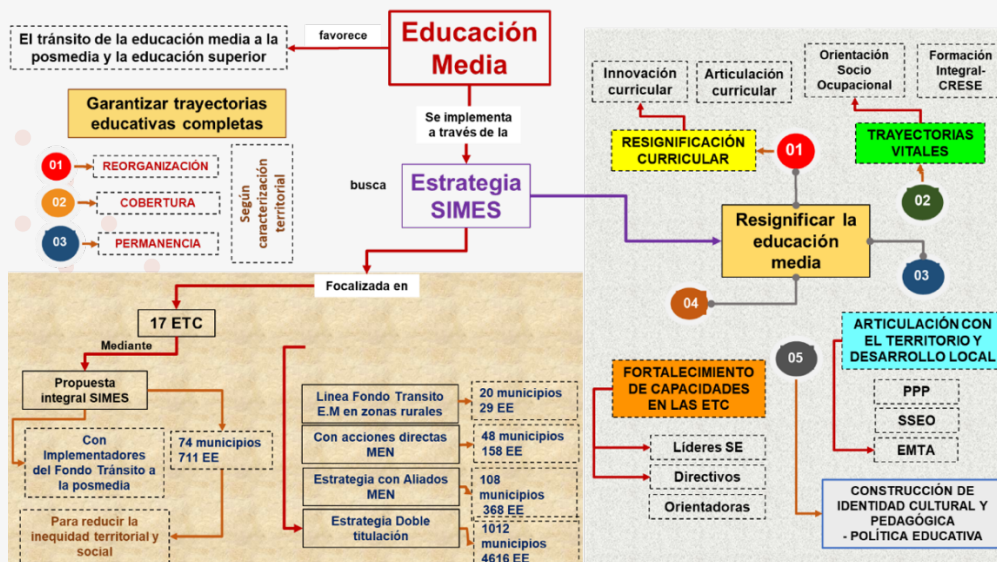 El tránsito de la educación media a la
posmedia y la educación superior
favorece
Educación
Media
Se implementa
a través de la
Garantizar trayectorias
educativas completas
01
REORGANIZACIÓN
02
COBERTURA
03
PERMANENCIA
Según
caracterización
territorial
busca
Estrategia
SIMES
Focalizada en
17 ETC
Mediante
Propuesta
integral SIMES
Con
Implementadores
del Fondo Tránsito a
la posmedia
74 municipios
711 EE
Para reducir la
inequidad territorial y
social
Linea Fondo Transito
E.M en zonas rurales
20 municipios
29 EE
Con acciones directas
MEN
48 municipios
158 EE
Estrategia con Aliados
MEN
108
municipios
368 EE
Estrategia Doble
titulación
1012
municipios
4616 EE
Innovación
curricular
Articulación
curricular
RESIGNIFICACIÓN
CURRICULAR
01
Orientación
Socio
Ocupacional
Formación
Integral-
CRESE
TRAYECTORIAS
VITALES
02
Resignificar la
educación
media
03
04
ARTICULACIÓN CON
EL TERRITORIO Y
DESARROLLO LOCAL
PPP
SSEO
EMTA
05
FORTALECIMIENTO
DE CAPACIDADES
EN LAS ETC
Líderes SE
Directivos
Orientadoras
CONSTRUCCIÓN DE
IDENTIDAD CULTURAL Y
PEDAGÓGICA
- POLÍTICA EDUCATIVA